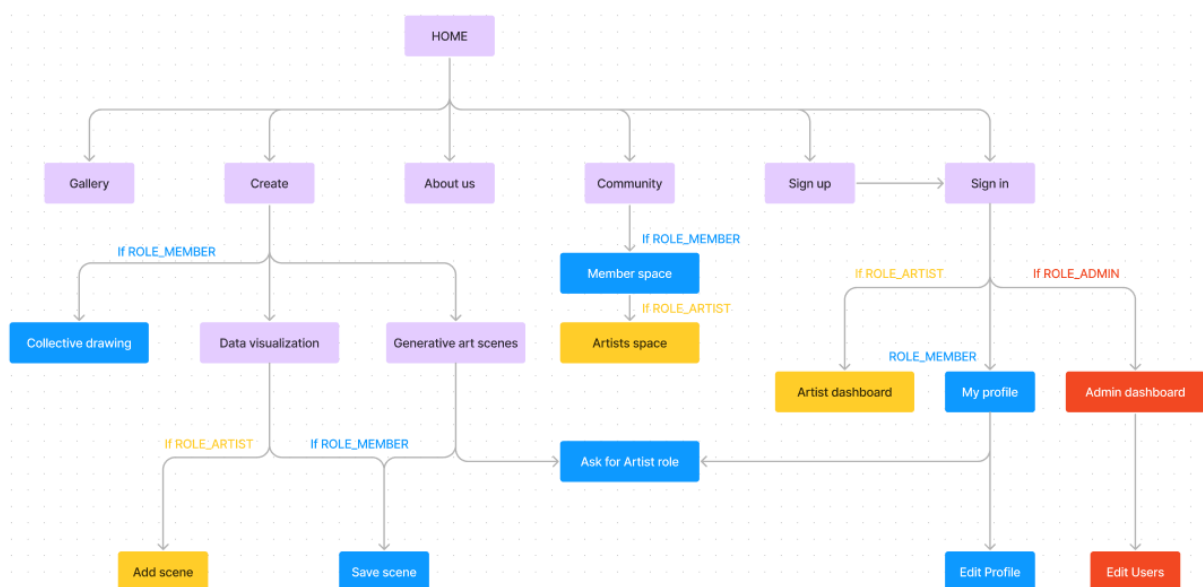 HOME
Gallery
Create
About us
Community
Sign up
Sign in
If ROLE_MEMBER
If ROLE_MEMBER
Member space
If ROLE_ARTIST
If ROLE_ADMIN
If ROLE_ARTIST
Collective drawing
Data visualization
Generative art scenes
Artists space
ROLE_MEMBER
Artist dashboard
My profile
Admin dashboard
If ROLE_ARTIST
If ROLE_MEMBER
Ask for Artist role
Add scene
Save scene
Edit Profile
Edit Users